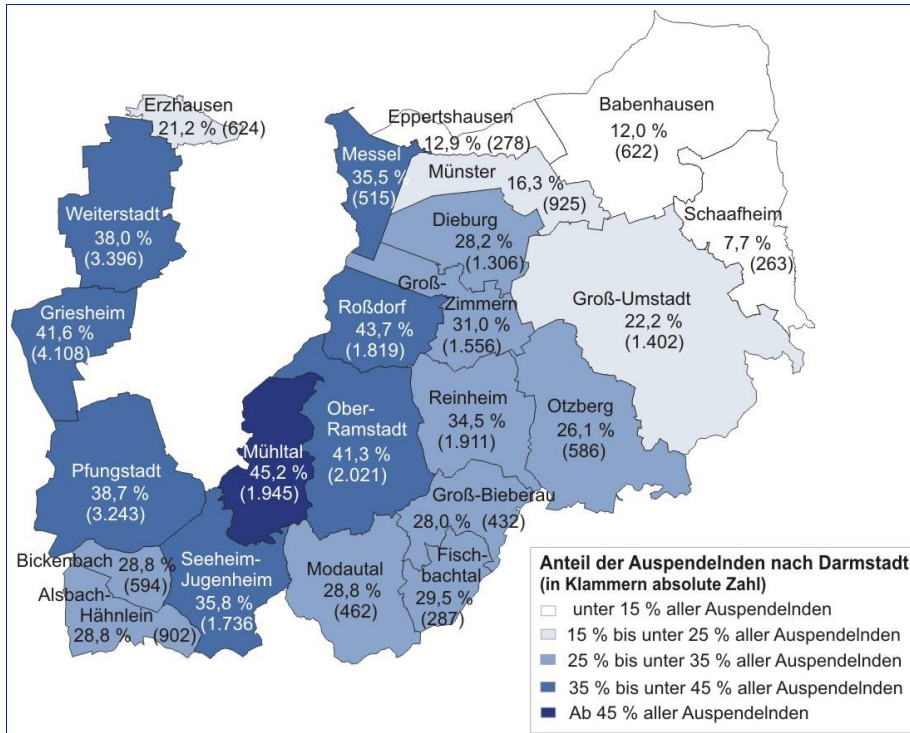 Erzhausen
21,2 % (624)
Eppertshausen
12,9 % (278)
Babenhausen
12,0 %
(622)
Messel
35,5 %
(515)
Münster
16,3 %
(925)
Weiterstadt
38,0 %
(3.396)
Schaafheim
7,7 %
(263)
Dieburg
28,2 %
(1.306)
Groß-
Zimmern
31,0 %
(1.556)
Griesheim
41,6 %
(4.108)
Roßdorf
43,7 %
(1.819)
Groß-Umstadt
22,2 %
(1.402)
Reinheim
34,5 %
(1.911)
Otzberg
26,1 %
(586)
Ober-
Ramstadt
41,3 %
(2.021)
Mühltal
45,2 %
(1.945)
Pfungstadt
38,7 %
(3.243)
Groß-Bieberau
28,0 % (432)
Fisch-
bachtal
29,5 %
(287)
Bickenbach
28,8 %
(594)
Seeheim-
Jugenheim
35,8 %
(1.736
Modautal
28,8 %
(462)
Alsbach-
Hähnlein
28,8 % (902)
Anteil der Auspendelnden nach Darmstadt
(in Klammern absolute Zahl)
unter 15 % aller Auspendelnden
15 % bis unter 25 % aller Auspendelnden
25 % bis unter 35 % aller Auspendelnden
35 % bis unter 45 % aller Auspendelnden
Ab 45 % aller Auspendelnden